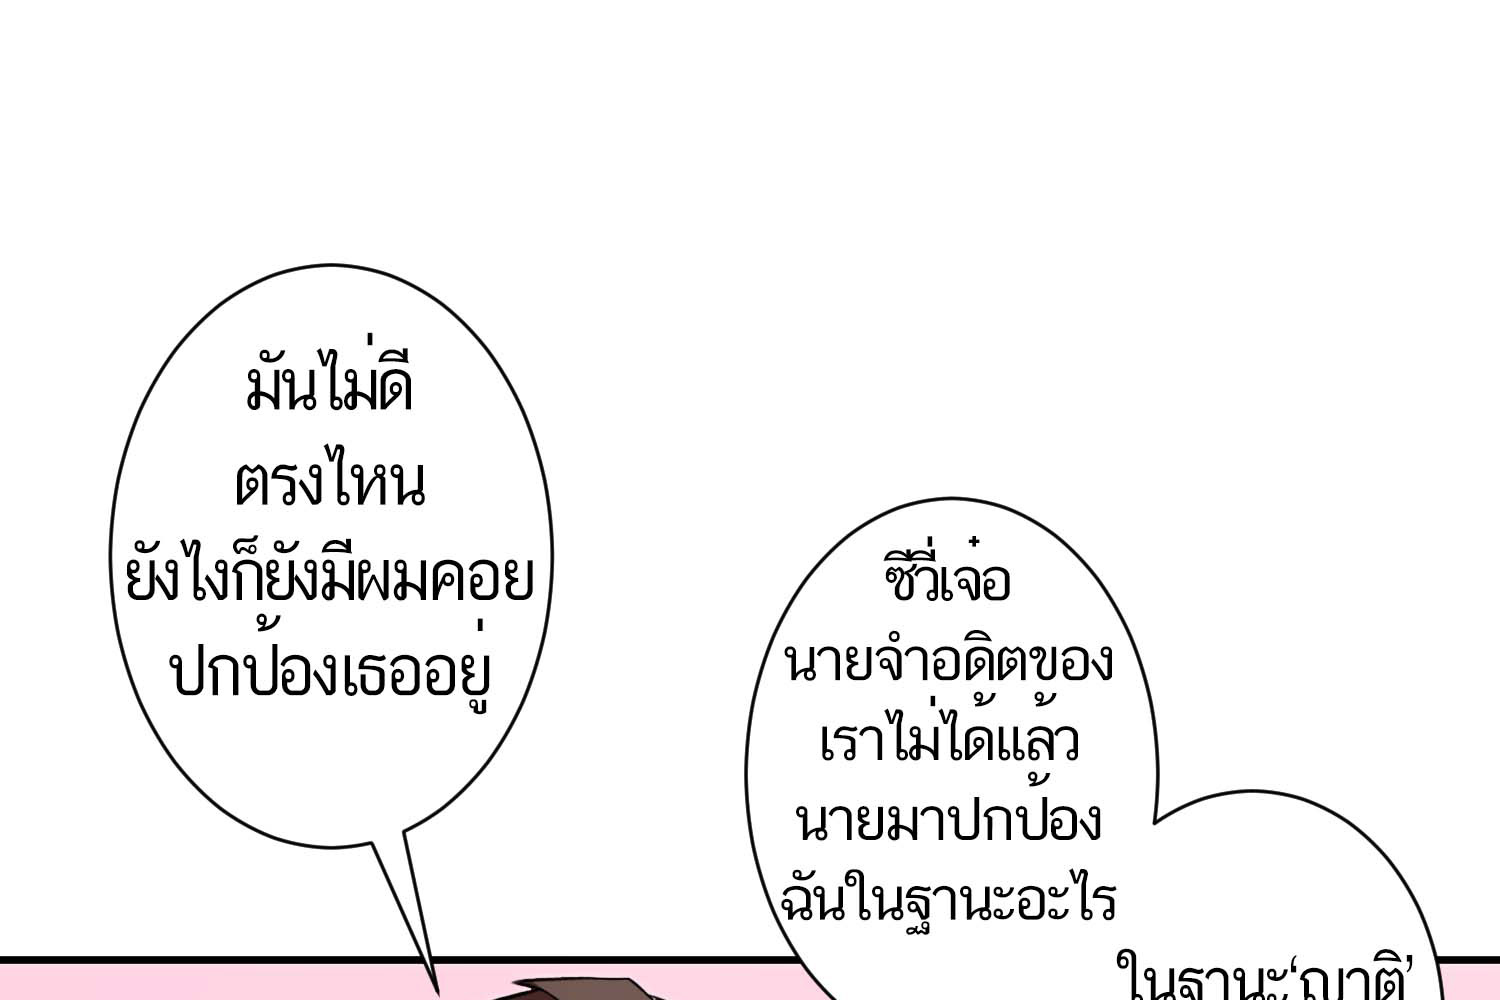 มันไม่ดี
ตรงไหน
ยังไงก็ยังมีผมคอย
ปกป้องเธออยู่
ซีวี่เจ๋อ
นายจำอดิตของ
เราไม่ได้แล้ว
นายมาปกป้อง
ฉันในฐานะอะไร
ในฐานะ‘ญาติ’